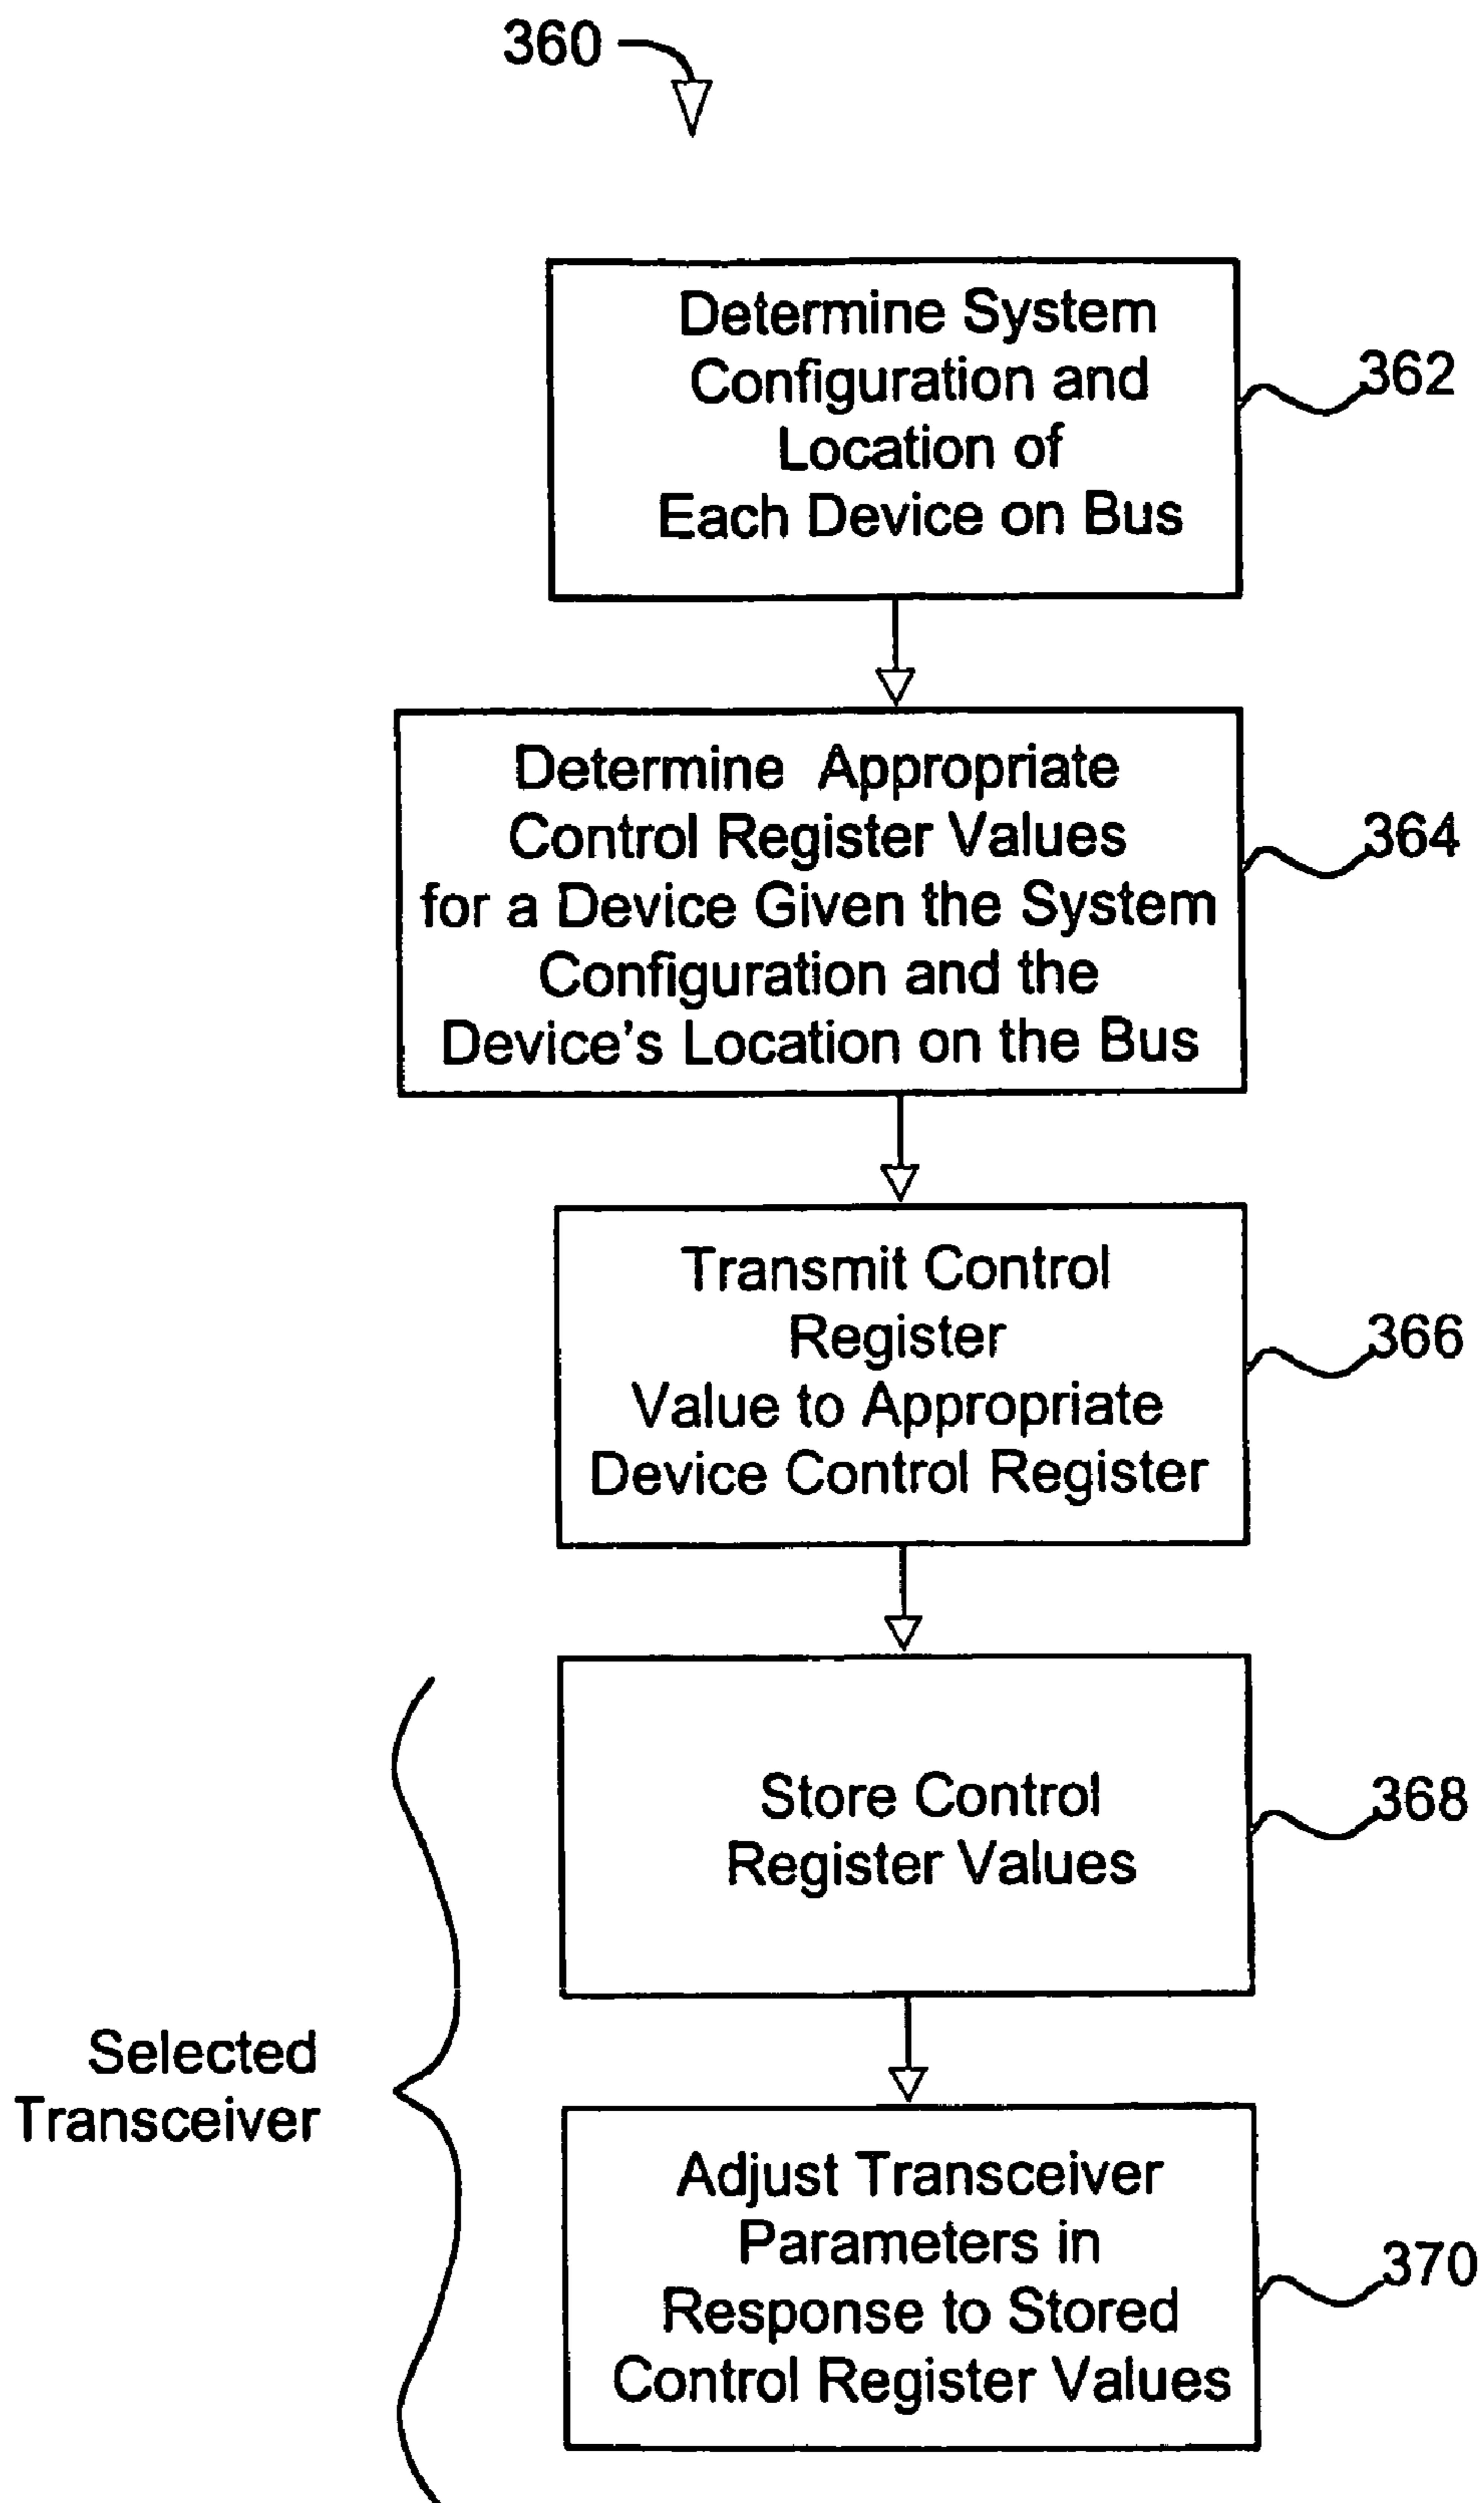 360
Determine System
Configuration and
Location of
Each Device on Bus
362
Determine Appropriate
Control Register Values
for a Device Given the System
Configuration and the
Device's Location on the Bus
364
Transmit Control
Register
Value to Appropriate
Device Control Register
366
Store Control
Register Values
368
Selected
Transceiver
Adjust Transceiver
Parameters in
Response to Stored
Control Register Values
370